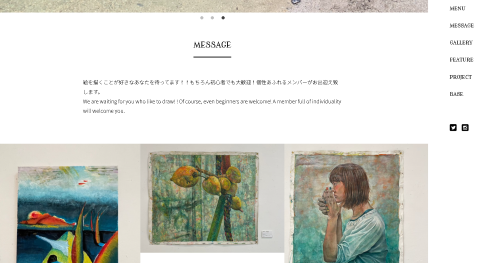 MESSAGE
絵を描くことが好きなあなたを待ってます！！もちろん初心者でも大歓迎！個性あふれるメンバーがお出迎え致
します。
We are waiting for you who like to draw! ! Of course, even beginners are welcome! A member full of individuality
will welcome you.
MENU
MESSAGE
GALLERY
FEATURE
PROJECT
BASE